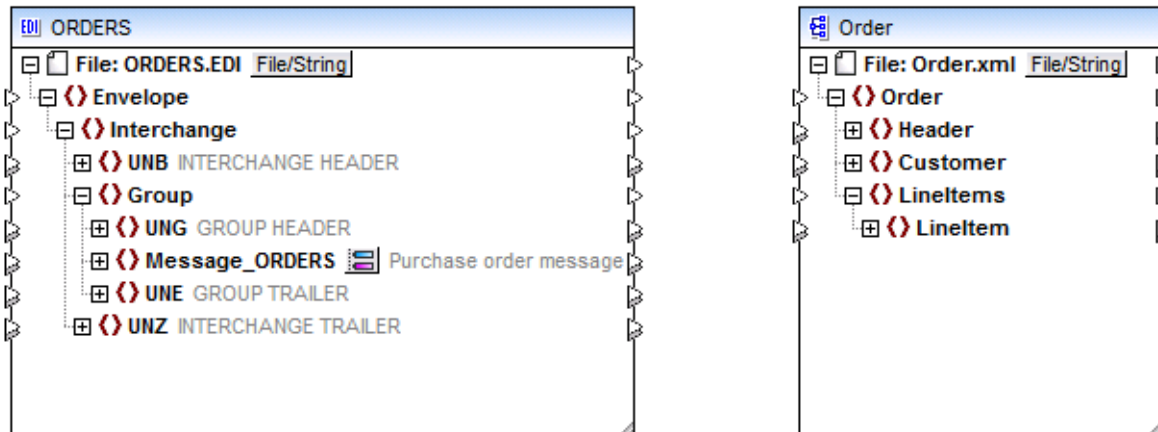 EDI ORDERS
File: ORDERS.EDI File/String
Envelope
Interchange
UNB INTERCHANGE HEADER
Group
UNG GROUP HEADER
Message_ORDERS Purchase order message
UNE GROUP TRAILER
UNZ INTERCHANGE TRAILER
Order
File: Order.xml File/String
Order
Header
Customer
LineItems
LineItem